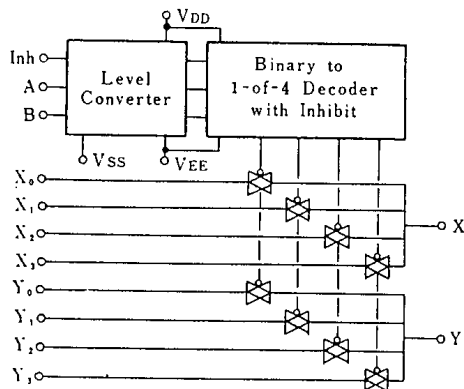 VDD
Inh
A
B
Level
Converter
Binary to
1-of-4 Decoder
with Inhibit
VSS
VEE
X₀
X₁
X₂
X₃
X
Y₀
Y₁
Y₂
Y₃
Y